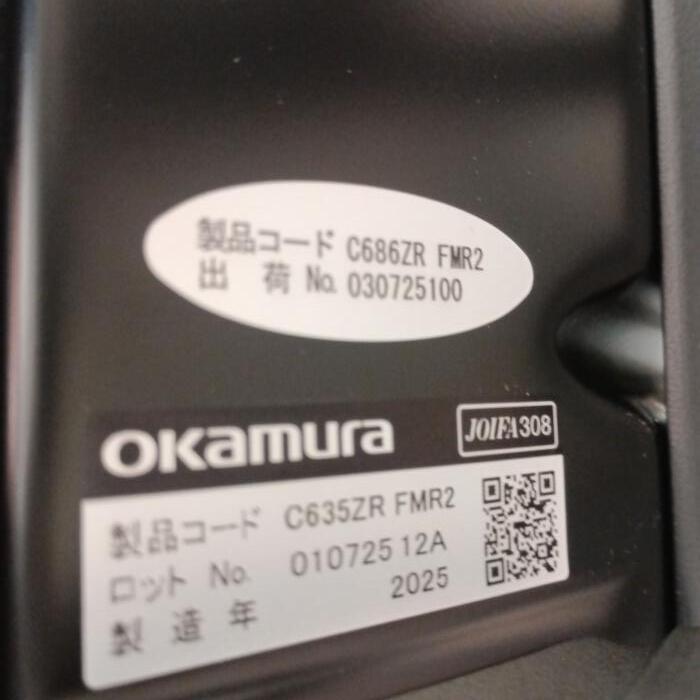 製品コード C686ZR FMR2
出荷 No. 030725100
OKamura JOIFA308
製品コード C635ZR FMR2
ロット No. 010725 12A
製造年 2025